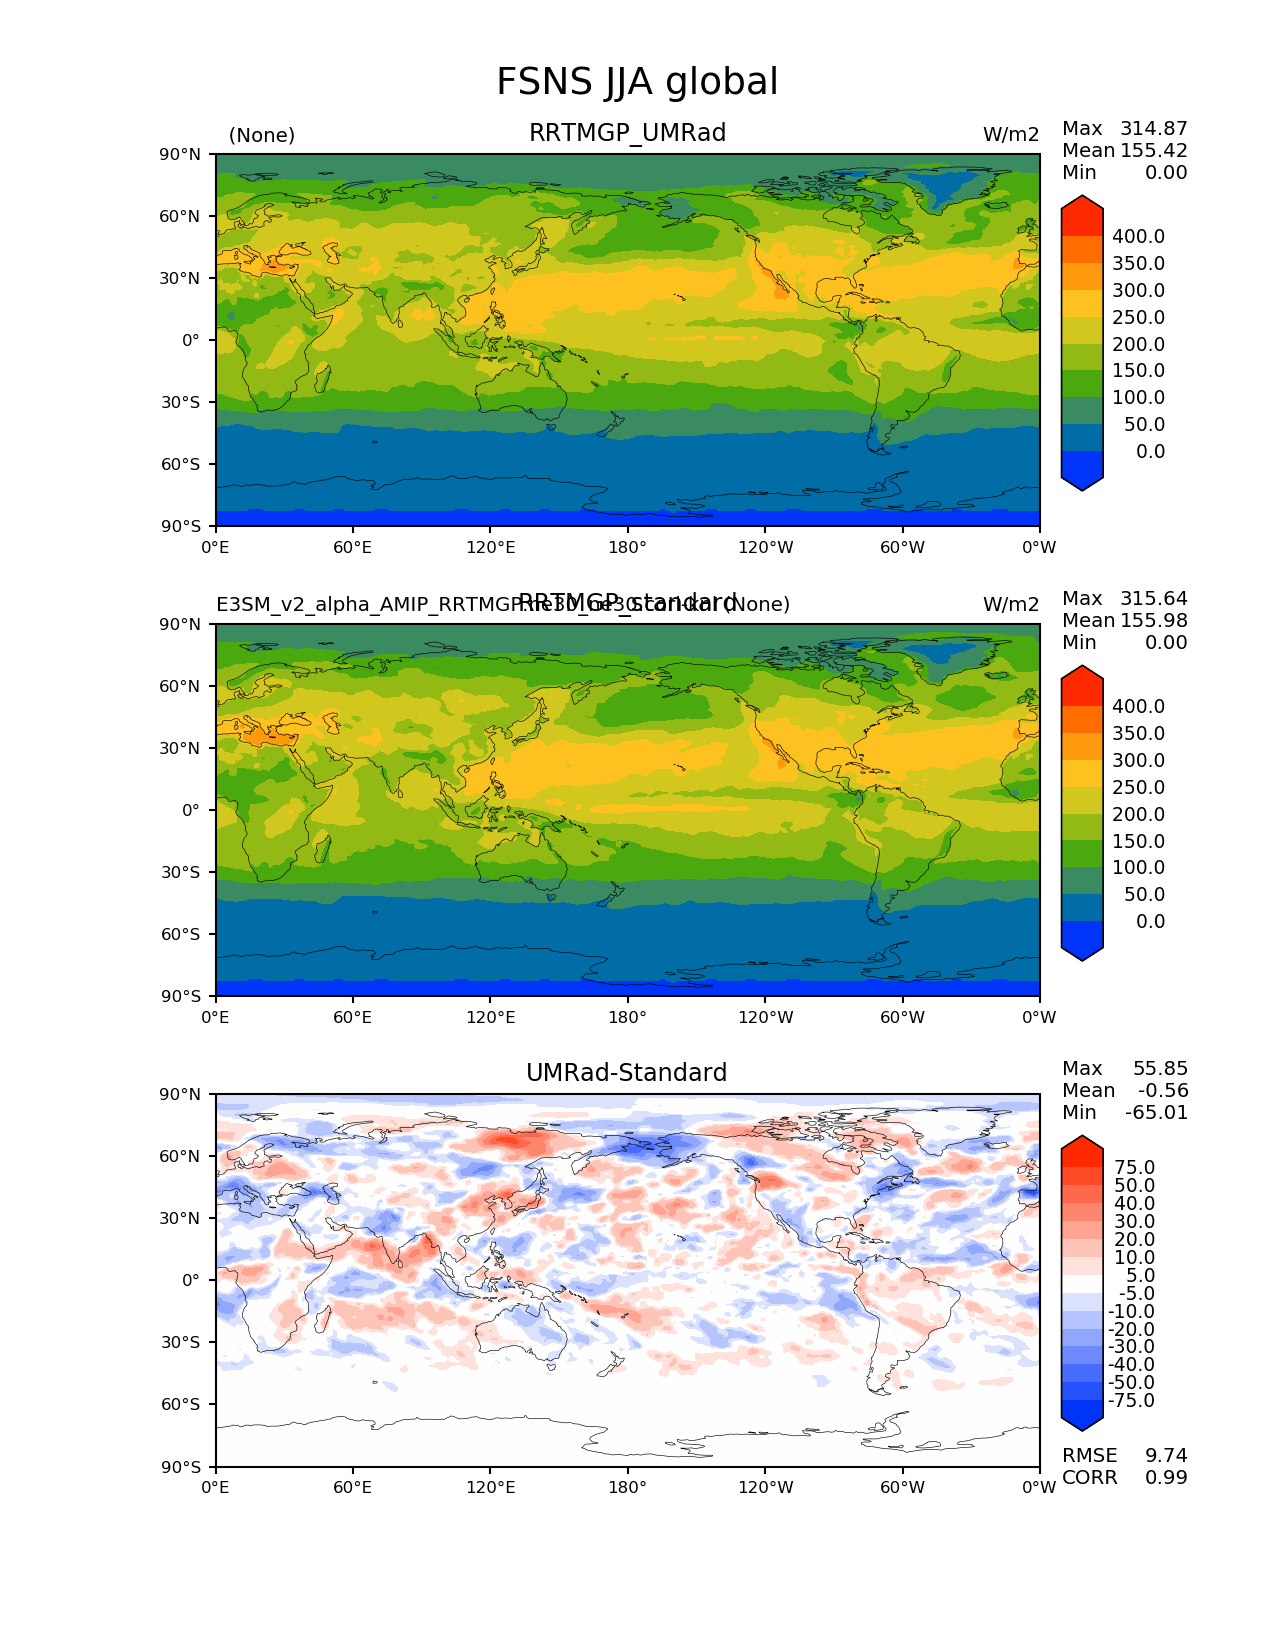 FSNS JJA global
(None) RRTMGP_UMRad W/m2
Max 314.87
Mean 155.42
Min 0.00
90°N
60°N
30°N
0°
30°S
60°S
90°S
0°E 60°E 120°E 180° 120°W 60°W 0°W
400.0
350.0
300.0
250.0
200.0
150.0
100.0
50.0
0.0
RRTMGP_standard
E3SM_v2_alpha_AMIP_RRTMGP (None) W/m2
Max 315.64
Mean 155.98
Min 0.00
90°N
60°N
30°N
0°
30°S
60°S
90°S
0°E 60°E 120°E 180° 120°W 60°W 0°W
400.0
350.0
300.0
250.0
200.0
150.0
100.0
50.0
0.0
UMRad-Standard
Max 55.85
Mean -0.56
Min -65.01
90°N
60°N
30°N
0°
30°S
60°S
90°S
0°E 60°E 120°E 180° 120°W 60°W 0°W
75.0
50.0
40.0
30.0
20.0
10.0
5.0
-5.0
-10.0
-20.0
-30.0
-40.0
-50.0
-75.0
RMSE 9.74
CORR 0.99